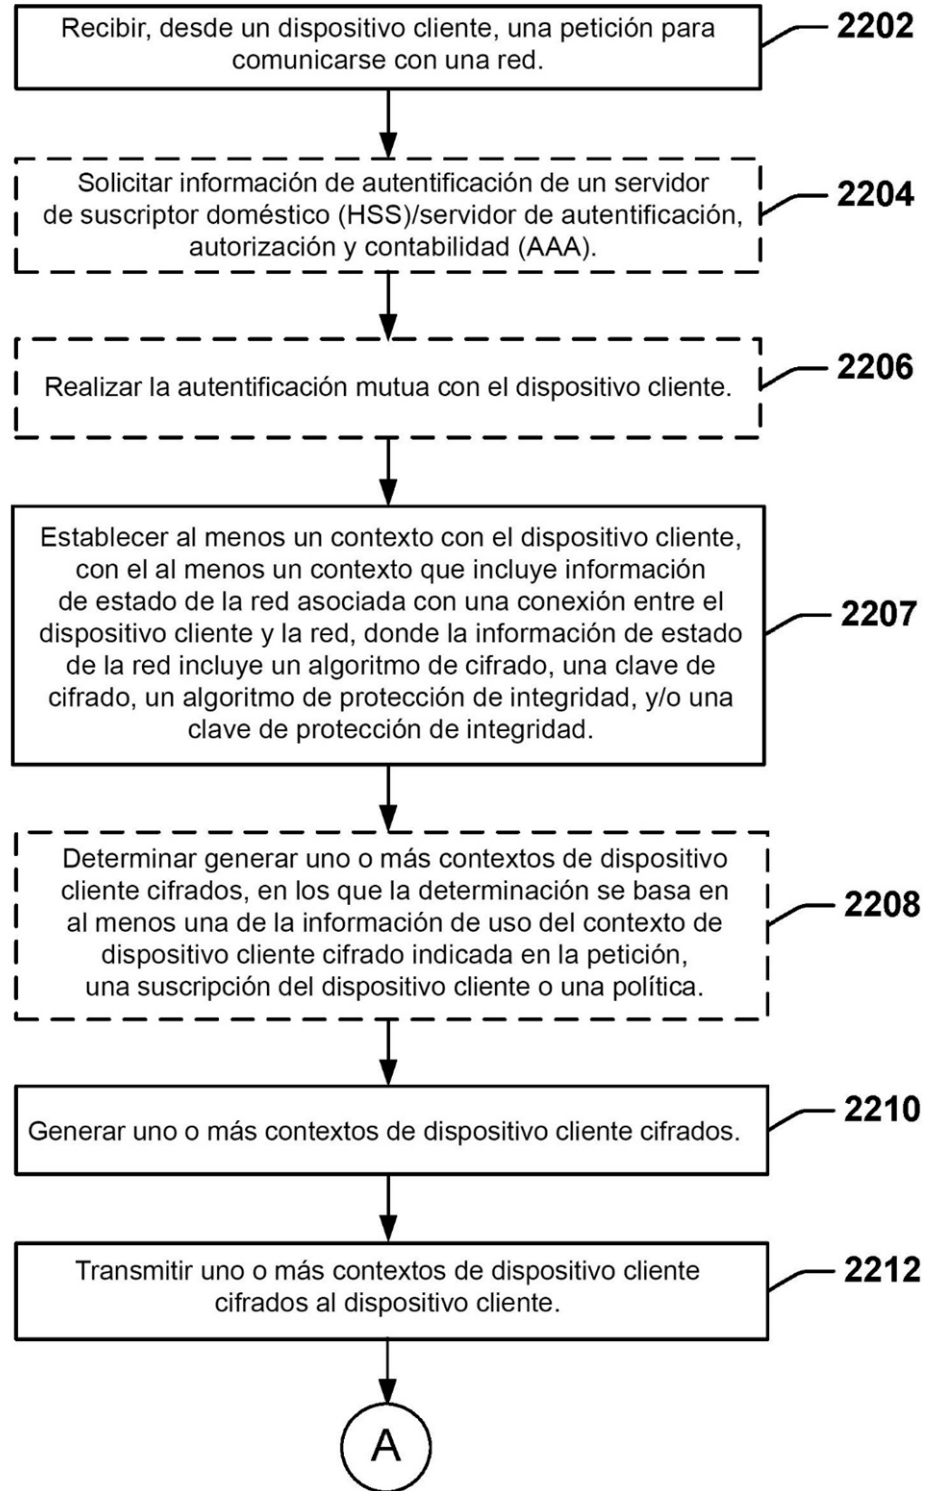 Recibir, desde un dispositivo cliente, una petición para
comunicarse con una red.
2202
Solicitar información de autentificación de un servidor
de suscriptor doméstico (HSS)/servidor de autentificación,
autorización y contabilidad (AAA).
2204
Realizar la autentificación mutua con el dispositivo cliente.
2206
Establecer al menos un contexto con el dispositivo cliente,
con el al menos un contexto que incluye información
de estado de la red asociada con una conexión entre el
dispositivo cliente y la red, donde la información de estado
de la red incluye un algoritmo de cifrado, una clave de
cifrado, un algoritmo de protección de integridad, y/o una
clave de protección de integridad.
2207
Determinar generar uno o más contextos de dispositivo
cliente cifrados, en los que la determinación se basa en
al menos una de la información de uso del contexto de
dispositivo cliente cifrado indicada en la petición,
una suscripción del dispositivo cliente o una política.
2208
Generar uno o más contextos de dispositivo cliente cifrados.
2210
Transmitir uno o más contextos de dispositivo cliente
cifrados al dispositivo cliente.
2212
A